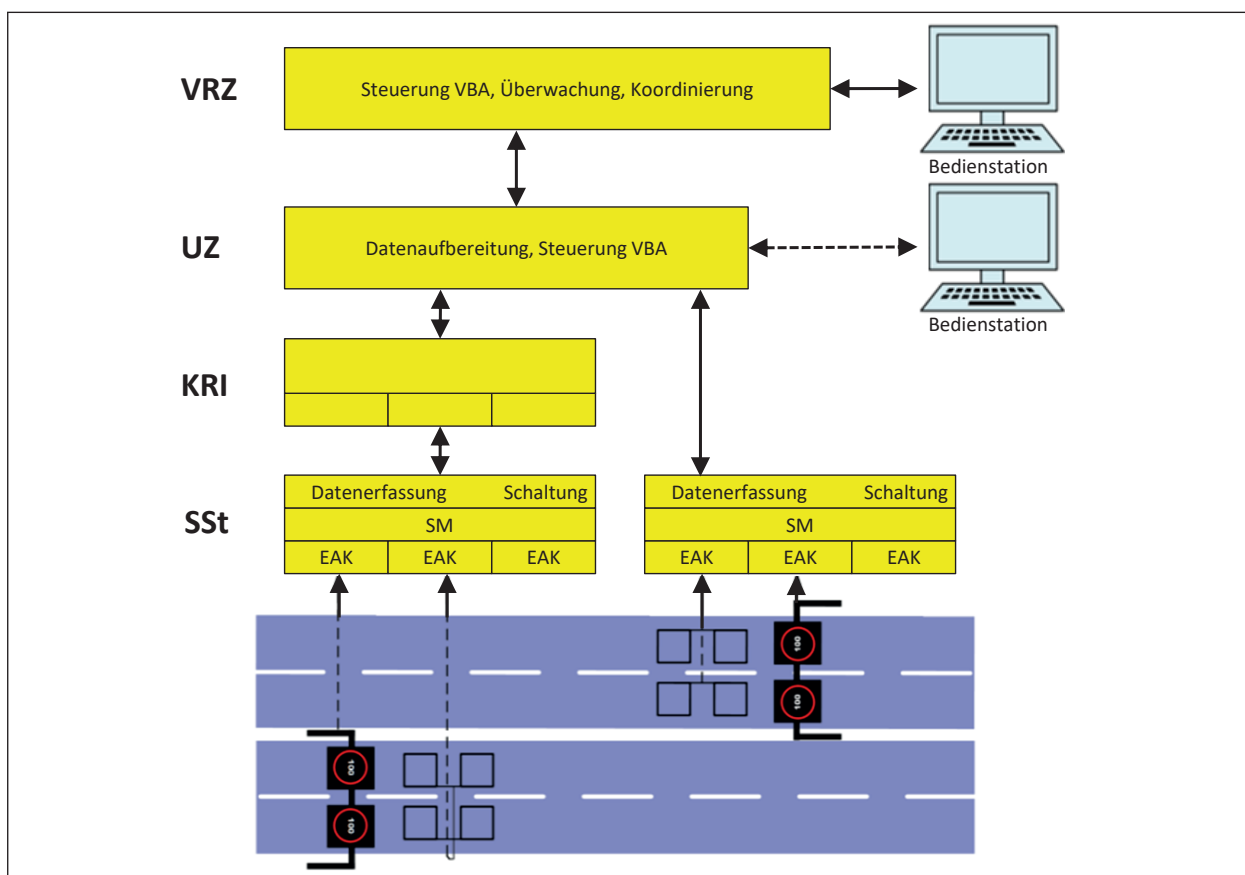 VRZ
Steuerung VBA, Überwachung, Koordinierung
Bedienstation
UZ
Datenaufbereitung, Steuerung VBA
Bedienstation
KRI
SSt
Datenerfassung Schaltung
SM
EAK EAK EAK
Datenerfassung Schaltung
SM
EAK EAK EAK
100
100
100
100